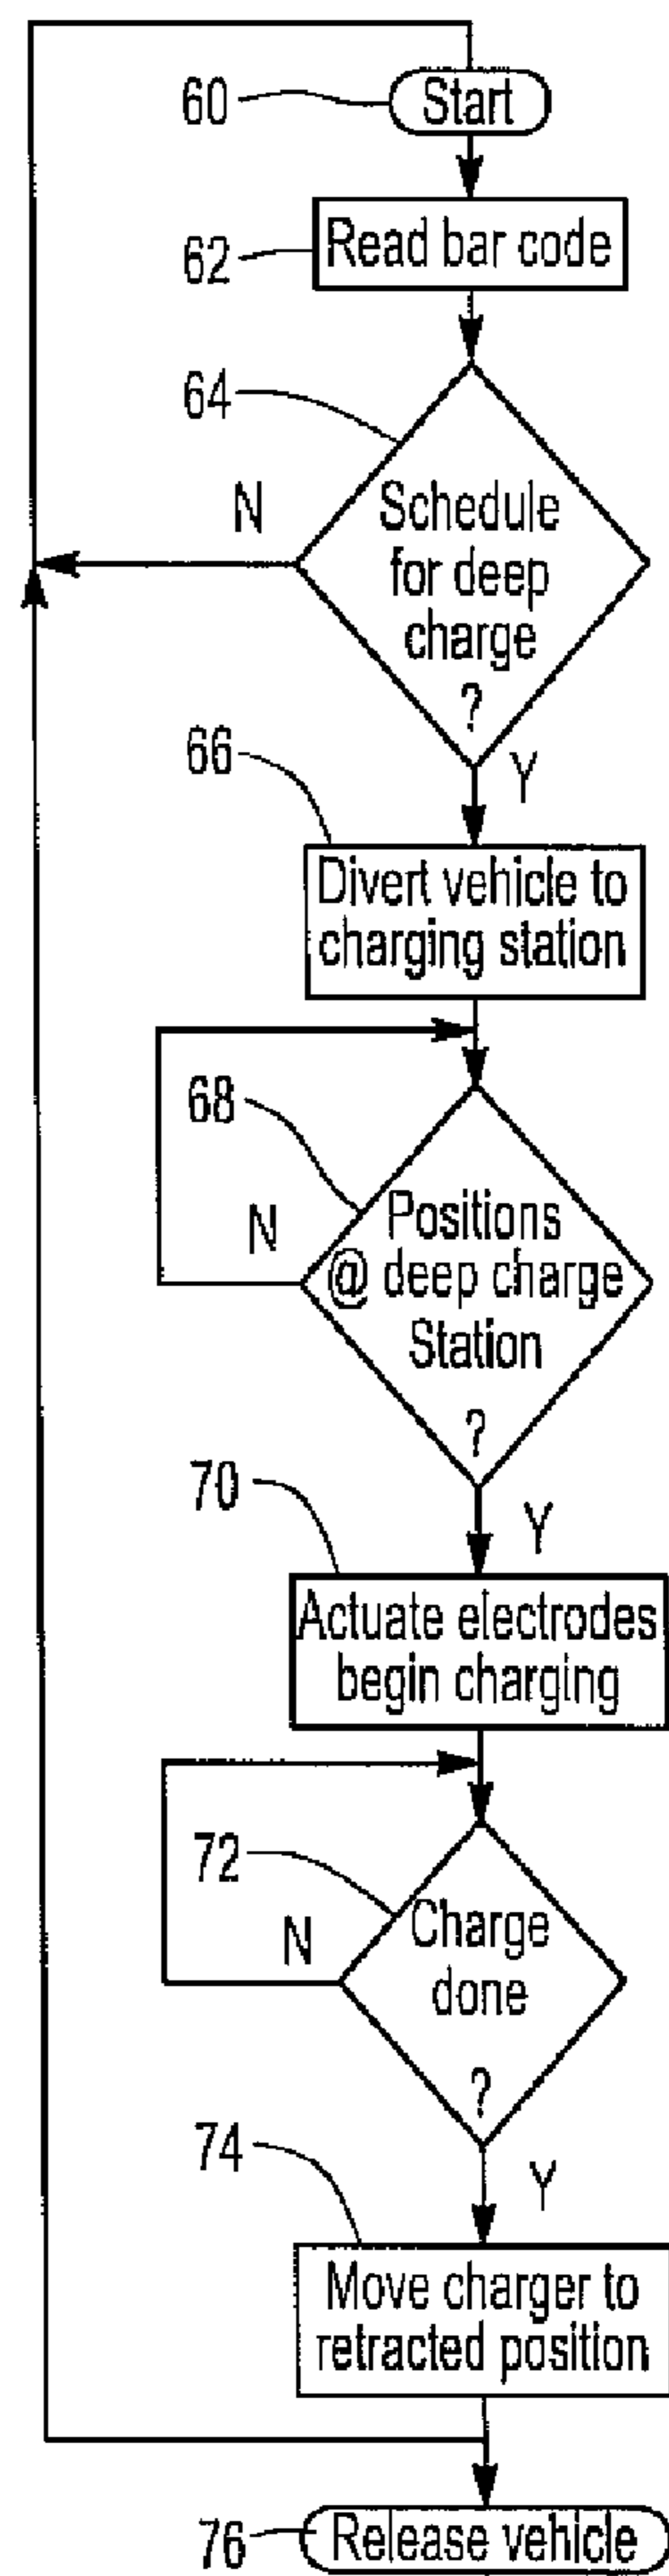 60
Start
62
Read bar code
64
N
Schedule
for deep
charge
?
Y
66
Divert vehicle to
charging station
68
N
Positions
@ deep charge
Station
?
Y
70
Actuate electrodes
begin charging
72
N
Charge
done
?
Y
74
Move charger to
retracted position
76
Release vehicle